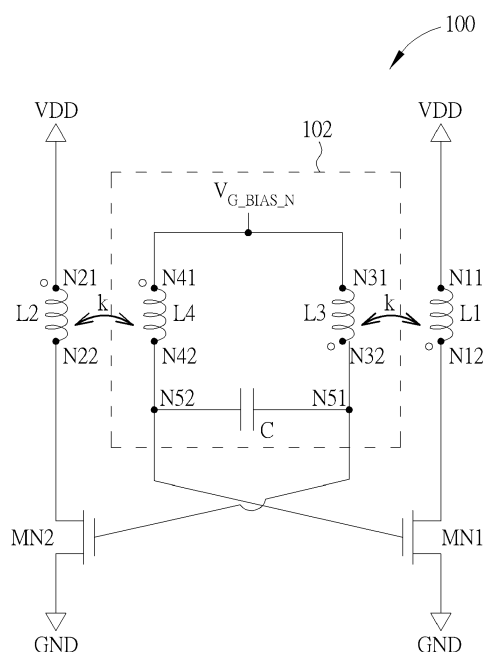 100
VDD
VDD
102
V_G_BIAS_N
N21
N41
N31
N11
L2
k
L4
L3
k
L1
N22
N42
N32
N12
N52
N51
C
MN2
MN1
GND
GND